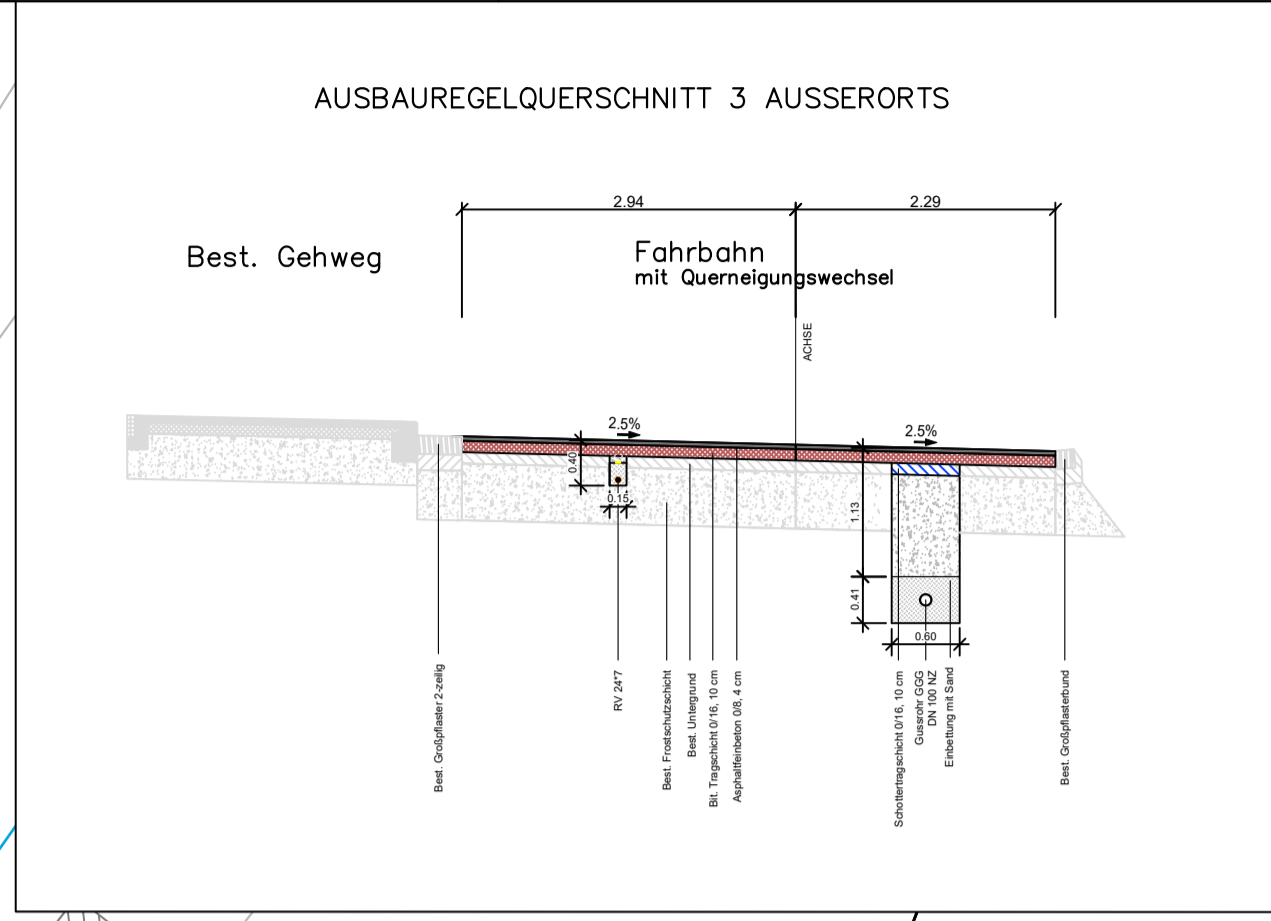 AUSBAUREGELQUERSCHNITT 3 AUSSERORTS
2.94
2.29
Best. Gehweg
Fahrbahn
mit Querneigungswechsel
ACHSE
2.5%
2.5%
0.40
0.15
1.13
0.41
0.60
Best. Großpflaster 2-zeilig
RV 24*7
Best. Frostschutzschicht
Best. Untergrund
Bit. Tragschicht 0/16, 10 cm
Asphaltfeinbeton 0/8, 4 cm
Schottertragschicht 0/16, 10 cm
Gussrohr GGG
DN 100 NZ
Einbettung mit Sand
Best. Großpflasterbund